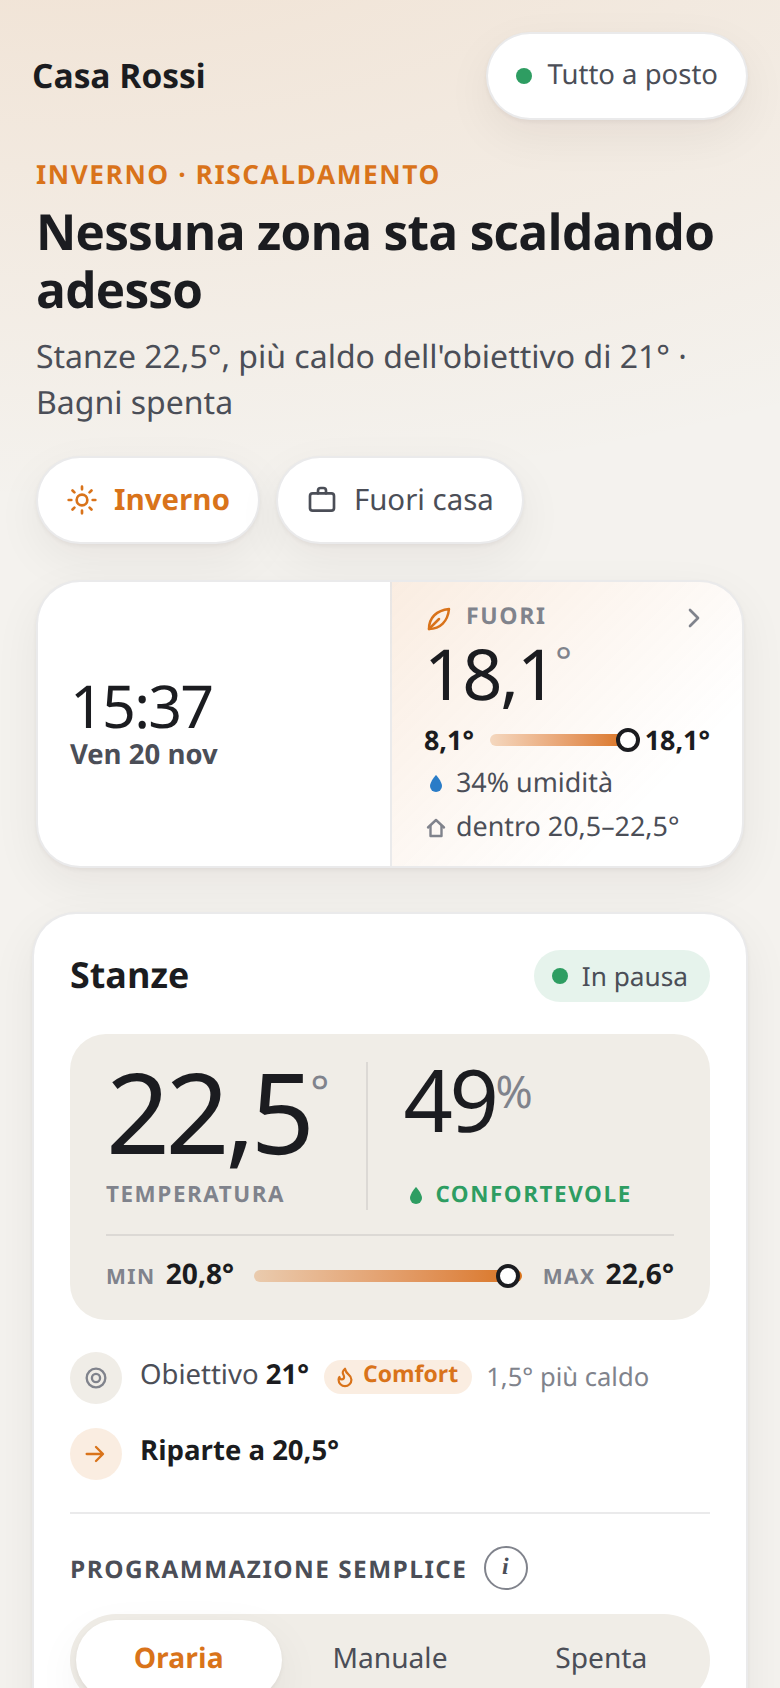 Casa Rossi
Tutto a posto
INVERNO · RISCALDAMENTO
Nessuna zona sta scaldando
adesso
Stanze 22,5°, più caldo dell'obiettivo di 21° ·
Bagni spenta
Inverno
Fuori casa
15:37
Ven 20 nov
FUORI
18,1°
8,1° 18,1°
34% umidità
dentro 20,5–22,5°
Stanze
In pausa
22,5°
TEMPERATURA
49%
CONFORTEVOLE
MIN 20,8° MAX 22,6°
Obiettivo 21° Comfort 1,5° più caldo
Riparte a 20,5°
PROGRAMMAZIONE SEMPLICE i
Oraria Manuale Spenta